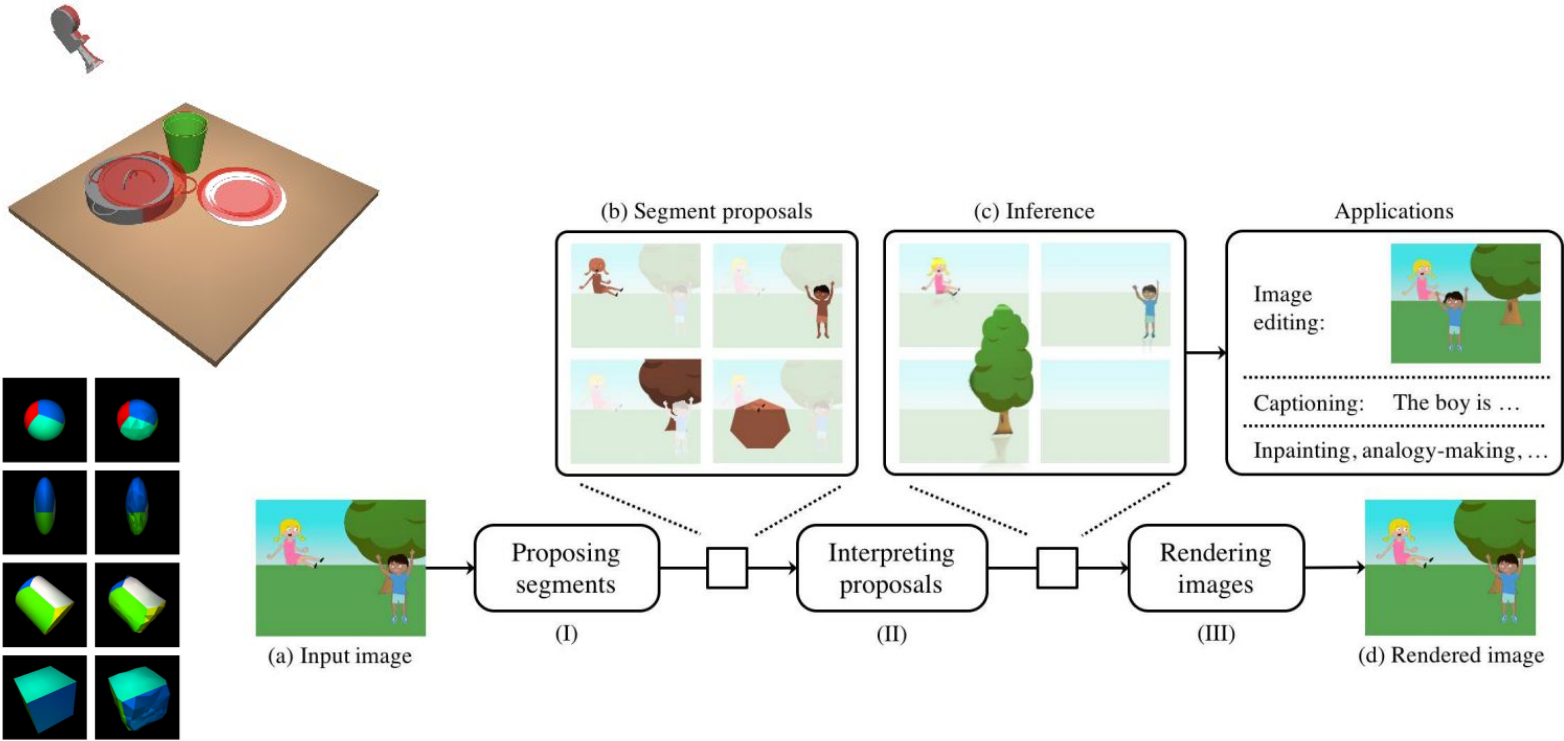 (b) Segment proposals
(c) Inference
Applications
Image
editing:
Captioning: The boy is ...
Inpainting, analogy-making, ...
Proposing
segments
Interpreting
proposals
Rendering
images
(I)
(II)
(III)
(a) Input image
(d) Rendered image